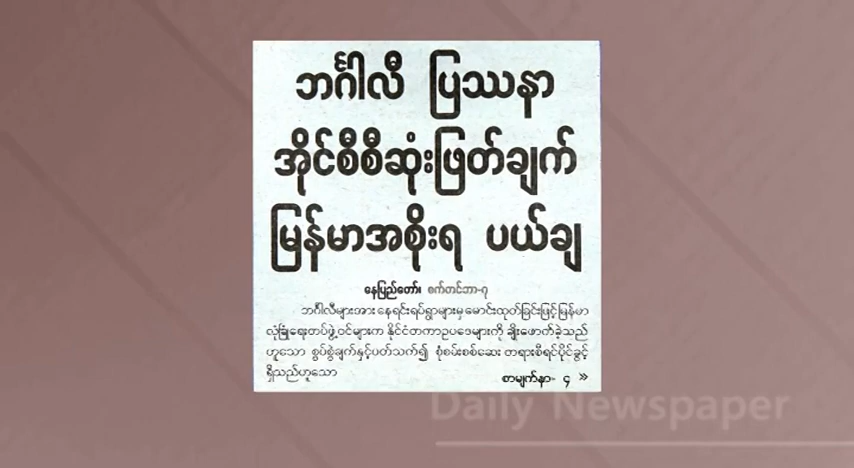 ဘင်္ဂါလီ ပြဿနာ
အိုင်စီစီဆုံးဖြတ်ချက်
မြန်မာအစိုးရ ပယ်ချ
နေပြည်တော်၊ စက်တင်ဘာ-၇
ဘင်္ဂါလီများအား နေရင်းရပ်ရွာများမှ မောင်းထုတ်ခြင်းဖြင့် မြန်မာ
လုံခြုံရေးတပ်ဖွဲ့ဝင်များက နိုင်ငံတကာဥပဒေများကို ချိုးဖောက်ခဲ့သည်
ဟူသော စွပ်စွဲချက်နှင့်ပတ်သက်၍ စုံစမ်းစစ်ဆေး တရားစီရင်ပိုင်ခွင့်
ရှိသည်ဟူသော
စာမျက်နှာ- ၄ »
Daily Newspaper